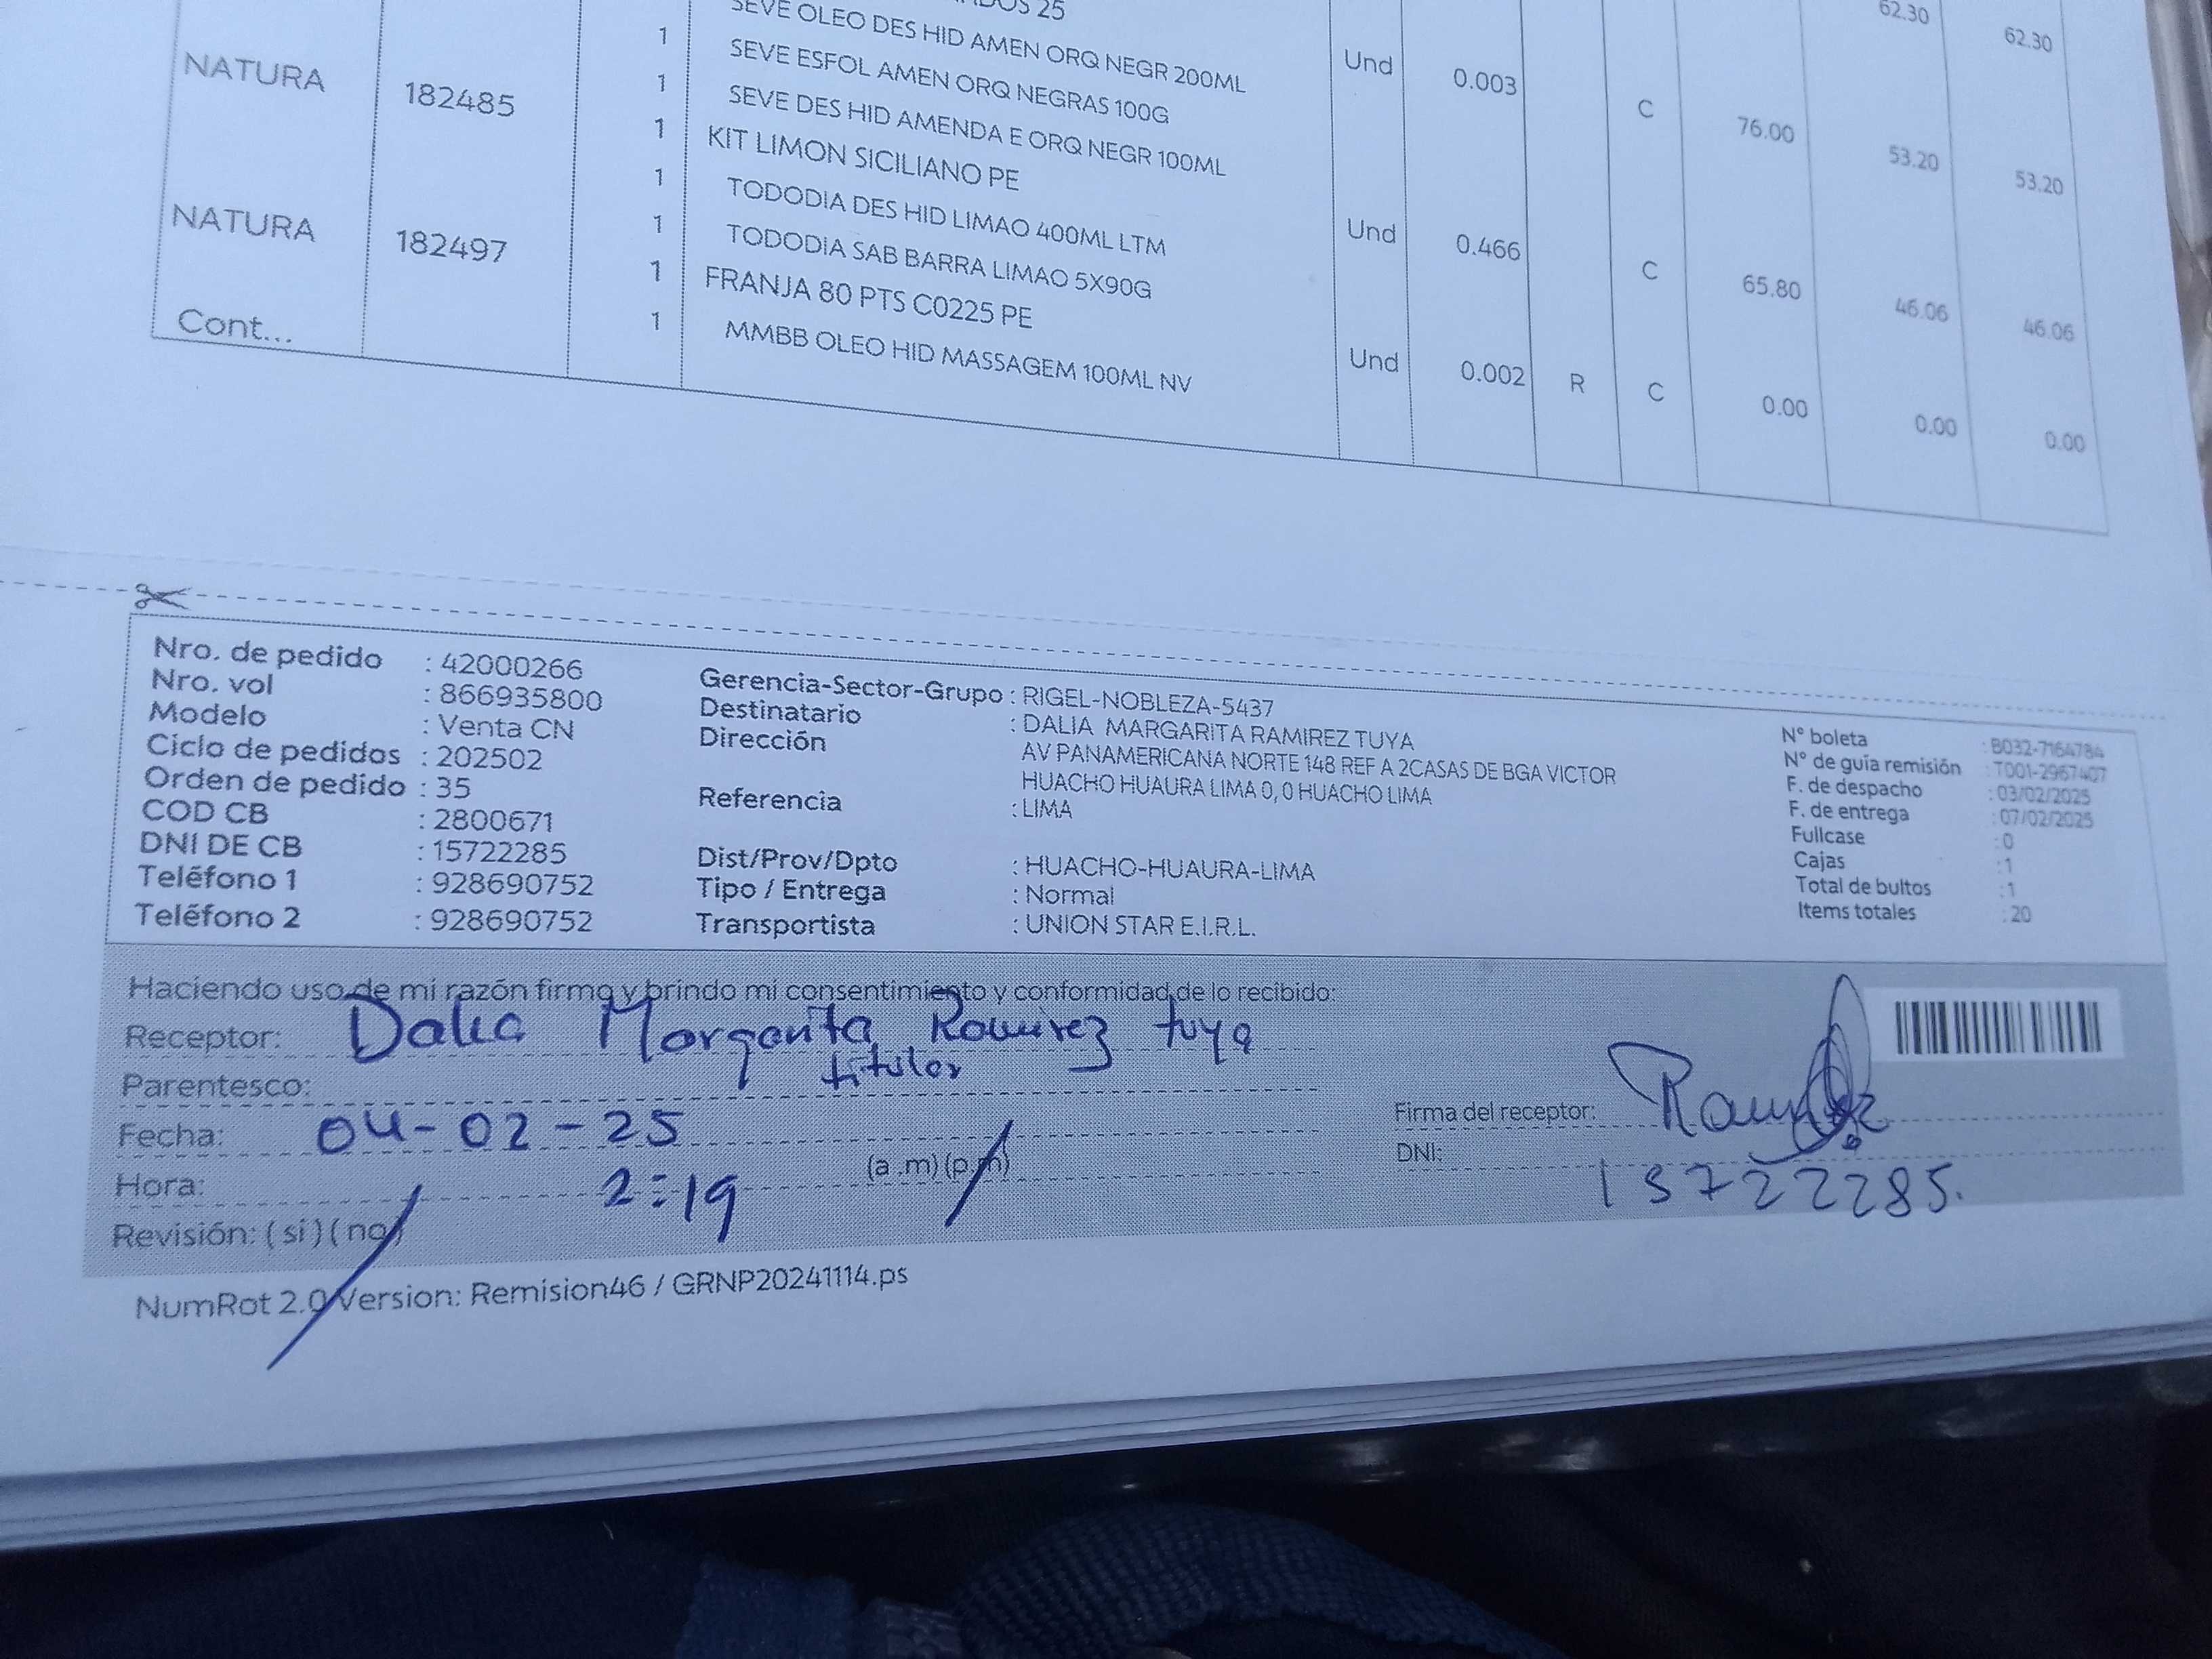 25
1 SEVE OLEO DES HID AMEN ORQ NEGR 200ML 62.30 62.30
1 SEVE ESFOL AMEN ORQ NEGRAS 100G
1 SEVE DES HID AMENDA E ORQ NEGR 100ML
NATURA 182485 1 KIT LIMON SICILIANO PE Und 0.003 C 76.00 53.20 53.20
1 TODODIA DES HID LIMAO 400ML LTM
1 TODODIA SAB BARRA LIMAO 5X90G
NATURA 182497 1 FRANJA 80 PTS C0225 PE Und 0.466 C 65.80 46.06 46.06
MMBB OLEO HID MASSAGEM 100ML NV
Cont... Und 0.002 R C 0.00 0.00 0.00
Nro. de pedido : 42000266
Nro. vol : 866935800
Modelo : Venta CN
Ciclo de pedidos : 202502
Orden de pedido : 35
COD CB : 2800671
DNI DE CB : 15722285
Teléfono 1 : 928690752
Teléfono 2 : 928690752
Gerencia-Sector-Grupo : RIGEL-NOBLEZA-5437
Destinatario : DALIA MARGARITA RAMIREZ TUYA
Dirección AV PANAMERICANA NORTE 148 REF A 2CASAS DE BGA VICTOR
HUACHO HUAURA LIMA 0, 0 HUACHO LIMA
Referencia : LIMA
Dist/Prov/Dpto : HUACHO-HUAURA-LIMA
Tipo / Entrega : Normal
Transportista : UNION STAR E.I.R.L.
N° boleta : B032-7164784
N° de guía remisión : T001-2967407
F. de despacho : 03/02/2025
F. de entrega : 07/02/2025
Fullcase : 0
Cajas : 1
Total de bultos : 1
Items totales : 20
Haciendo uso de mi razón firmo y brindo mi consentimiento y conformidad de lo recibido:
Receptor: Dalia Margarita Ramirez tuya
Parentesco: titular
Fecha: 04-02-25
Hora: 2:19 (a .m) (p.m)
Revisión: ( si ) ( no )
Firma del receptor: Ramirez
DNI: 15722285.
NumRot 2.0 Version: Remision46 / GRNP20241114.ps